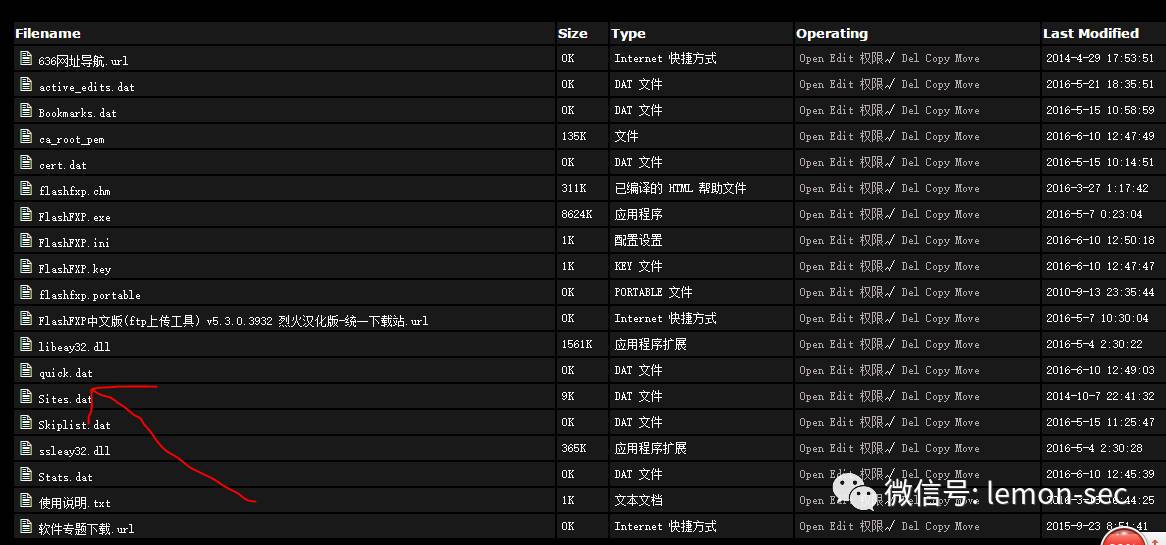 Filename Size Type Operating Last Modified
636网址导航.url 0K Internet 快捷方式 Open Edit 权限√ Del Copy Move 2014-4-29 17:53:51
active_edits.dat 0K DAT 文件 Open Edit 权限√ Del Copy Move 2016-5-21 18:35:51
Bookmarks.dat 0K DAT 文件 Open Edit 权限√ Del Copy Move 2016-5-15 10:58:59
ca_root_pem 135K 文件 Open Edit 权限√ Del Copy Move 2016-6-10 12:47:49
cert.dat 0K DAT 文件 Open Edit 权限√ Del Copy Move 2016-5-15 10:14:51
flashfxp.chm 311K 已编译的 HTML 帮助文件 Open Edit 权限√ Del Copy Move 2016-3-27 1:17:42
FlashFXP.exe 8624K 应用程序 Open Edit 权限√ Del Copy Move 2016-5-7 0:23:04
FlashFXP.ini 1K 配置设置 Open Edit 权限√ Del Copy Move 2016-6-10 12:50:18
FlashFXP.key 1K KEY 文件 Open Edit 权限√ Del Copy Move 2016-6-10 12:47:47
flashfxp.portable 0K PORTABLE 文件 Open Edit 权限√ Del Copy Move 2010-9-13 23:35:44
FlashFXP中文版(ftp上传工具) v5.3.0.3932 烈火汉化版-统一下载站.url 0K Internet 快捷方式 Open Edit 权限√ Del Copy Move 2016-5-7 10:30:04
libeay32.dll 1561K 应用程序扩展 Open Edit 权限√ Del Copy Move 2016-5-4 2:30:22
quick.dat 0K DAT 文件 Open Edit 权限√ Del Copy Move 2016-6-10 12:49:03
Sites.dat 9K DAT 文件 Open Edit 权限√ Del Copy Move 2014-10-7 22:41:32
Skiplist.dat 0K DAT 文件 Open Edit 权限√ Del Copy Move 2016-5-15 11:25:47
ssleay32.dll 365K 应用程序扩展 Open Edit 权限√ Del Copy Move 2016-5-4 2:30:28
Stats.dat 0K DAT 文件 Open Edit 权限√ Del Copy Move 2016-6-10 12:45:39
使用说明.txt 1K 文本文档 Open Edit 权限√ Del Copy Move
微信号: lemon-sec
软件专题下载.url 0K Internet 快捷方式 Open Edit 权限√ Del Copy Move 2015-9-23 8:51:41